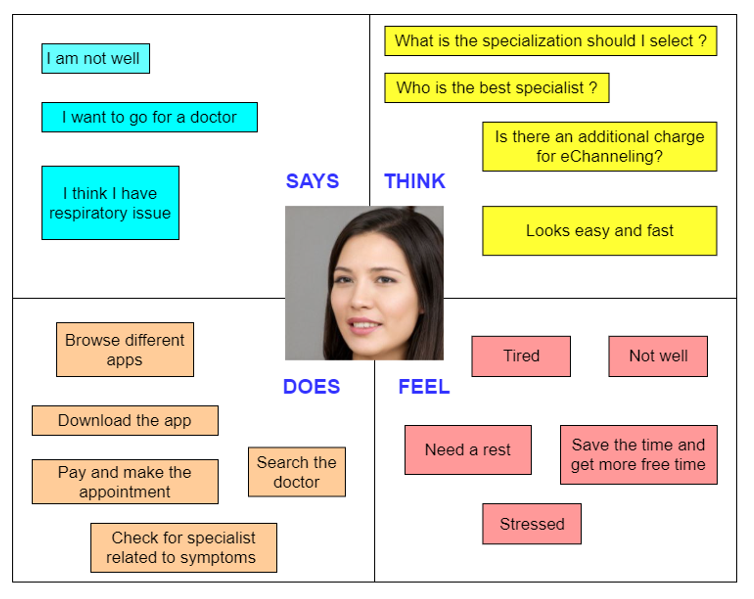 I am not well
I want to go for a doctor
I think I have
respiratory issue
SAYS
What is the specialization should I select ?
Who is the best specialist ?
Is there an additional charge
for eChanneling?
Looks easy and fast
THINK
Browse different
apps
DOES
Download the app
Pay and make the
appointment
Search the
doctor
Check for specialist
related to symptoms
FEEL
Tired
Not well
Need a rest
Save the time and
get more free time
Stressed